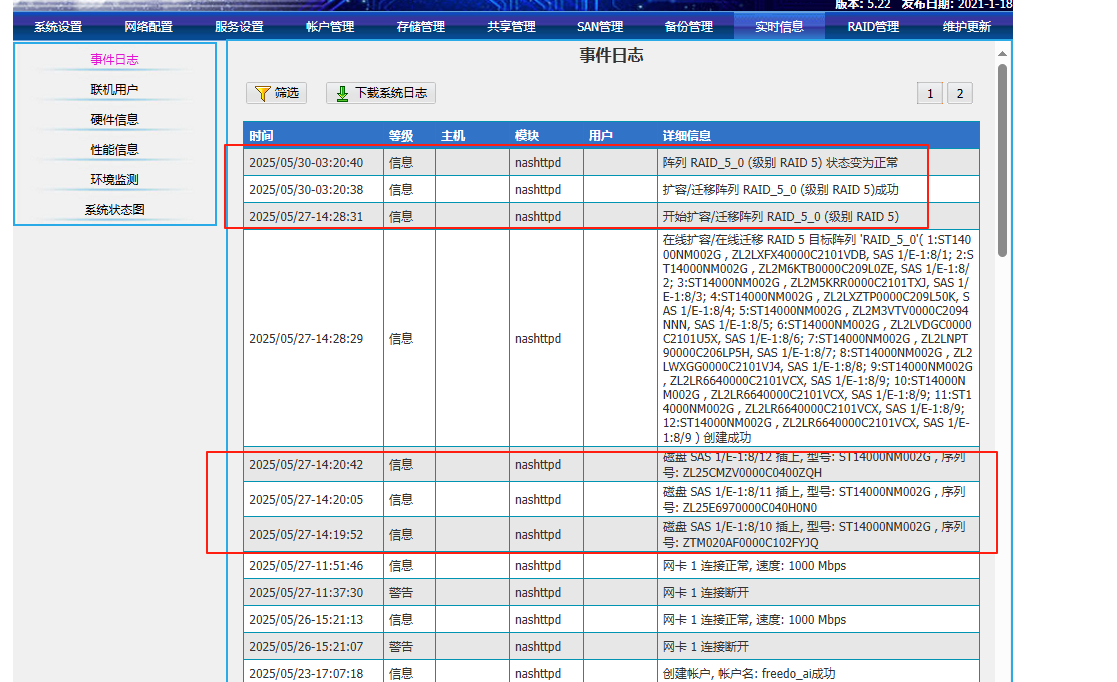 版本: 5.22 发布日期: 2021-1-18
系统设置 网络配置 服务设置 帐户管理 存储管理 共享管理 SAN管理 备份管理 实时信息 RAID管理 维护更新
事件日志
联机用户
硬件信息
性能信息
环境监测
系统状态图
事件日志
筛选 下载系统日志 1 2
时间 等级 主机 模块 用户 详细信息
2025/05/30-03:20:40 信息 nashttpd 阵列 RAID_5_0 (级别 RAID 5) 状态变为正常
2025/05/30-03:20:38 信息 nashttpd 扩容/迁移阵列 RAID_5_0 (级别 RAID 5)成功
2025/05/27-14:28:31 信息 nashttpd 开始扩容/迁移阵列 RAID_5_0 (级别 RAID 5)
2025/05/27-14:28:29 信息 nashttpd
在线扩容/在线迁移 RAID 5 目标阵列 'RAID_5_0'( 1:ST140
00NM002G , ZL2LXFX40000C2101VDB, SAS 1/E-1:8/1; 2:S
T14000NM002G , ZL2M6KTB0000C209L0ZE, SAS 1/E-1:8/
2; 3:ST14000NM002G , ZL2M5KRR0000C2101TXJ, SAS 1/
E-1:8/3; 4:ST14000NM002G , ZL2LXZTP0000C209L50K, S
AS 1/E-1:8/4; 5:ST14000NM002G , ZL2M3VTV0000C2094
NNN, SAS 1/E-1:8/5; 6:ST14000NM002G , ZL2LVDGC0000
C2101U5X, SAS 1/E-1:8/6; 7:ST14000NM002G , ZL2LNPT
90000C206LP5H, SAS 1/E-1:8/7; 8:ST14000NM002G , ZL2
LWXGG0000C2101VJ4, SAS 1/E-1:8/8; 9:ST14000NM002G
, ZL2LR6640000C2101VCX, SAS 1/E-1:8/9; 10:ST14000N
M002G , ZL2LR6640000C2101VCX, SAS 1/E-1:8/9; 11:ST1
4000NM002G , ZL2LR6640000C2101VCX, SAS 1/E-1:8/9;
12:ST14000NM002G , ZL2LR6640000C2101VCX, SAS 1/E-
1:8/9 ) 创建成功
2025/05/27-14:20:42 信息 nashttpd 磁盘 SAS 1/E-1:8/12 插上, 型号: ST14000NM002G , 序列
号: ZL25CMZV0000C0400ZQH
2025/05/27-14:20:05 信息 nashttpd 磁盘 SAS 1/E-1:8/11 插上, 型号: ST14000NM002G , 序列
号: ZL25E6970000C040H0N0
2025/05/27-14:19:52 信息 nashttpd 磁盘 SAS 1/E-1:8/10 插上, 型号: ST14000NM002G , 序列
号: ZTM020AF0000C102FYJQ
2025/05/27-11:51:46 信息 nashttpd 网卡 1 连接正常, 速度: 1000 Mbps
2025/05/27-11:37:30 警告 nashttpd 网卡 1 连接断开
2025/05/26-15:21:13 信息 nashttpd 网卡 1 连接正常, 速度: 1000 Mbps
2025/05/26-15:21:07 警告 nashttpd 网卡 1 连接断开
2025/05/23-17:07:18 信息 nashttpd 创建帐户, 帐户名: freedo_ai成功